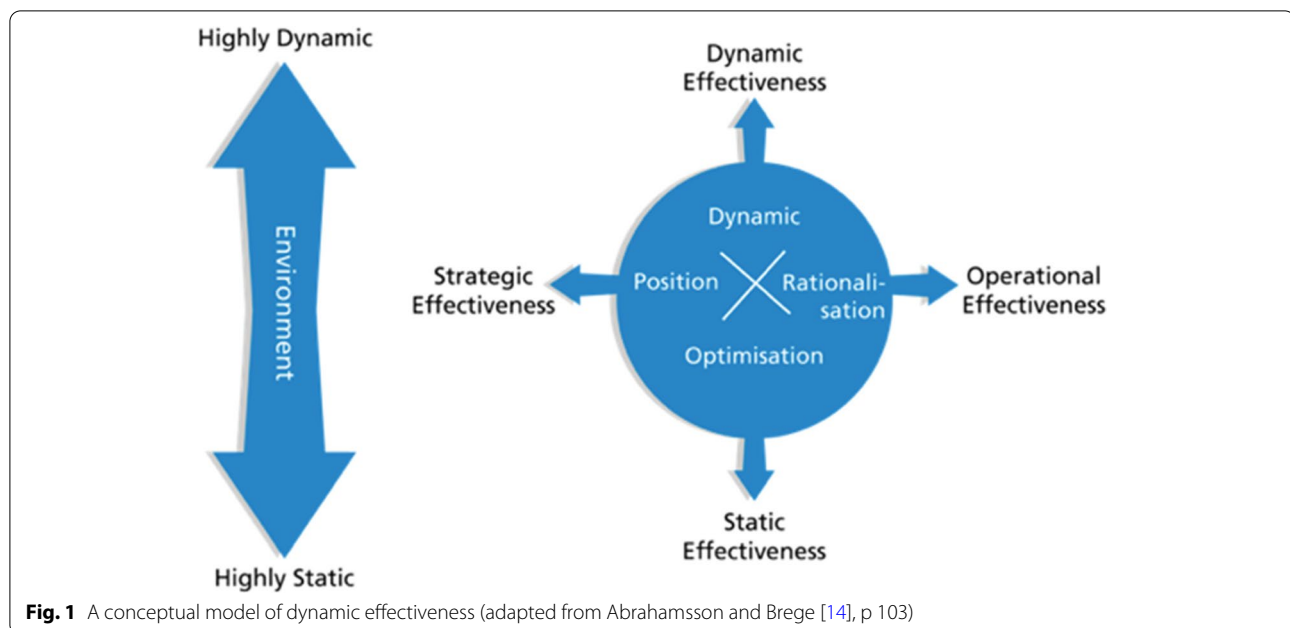 Highly Dynamic
Environment
Highly Static
Dynamic
Effectiveness
Dynamic
Strategic
Effectiveness
Position
Rationali-
sation
Operational
Effectiveness
Optimisation
Static
Effectiveness
Fig. 1 A conceptual model of dynamic effectiveness (adapted from Abrahamsson and Brege [14], p 103)